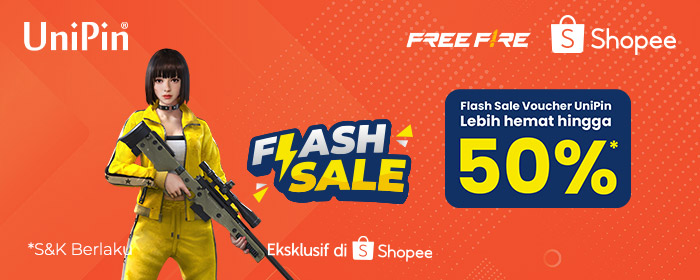 UniPin®
FREE FIRE
Shopee
FLASH
SALE
Flash Sale Voucher UniPin
Lebih hemat hingga
50%*
*S&K Berlaku
Eksklusif di Shopee